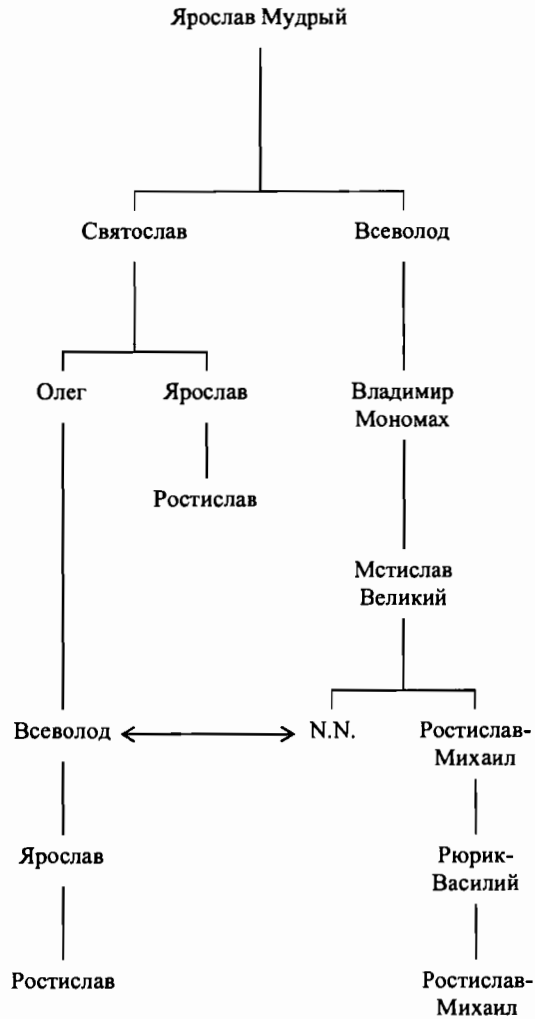 Ярослав Мудрый
Святослав
Всеволод
Олег
Ярослав
Владимир
Мономах
Ростислав
Мстислав
Великий
Всеволод
N.N.
Ростислав-
Михаил
Ярослав
Рюрик-
Василий
Ростислав
Ростислав-
Михаил